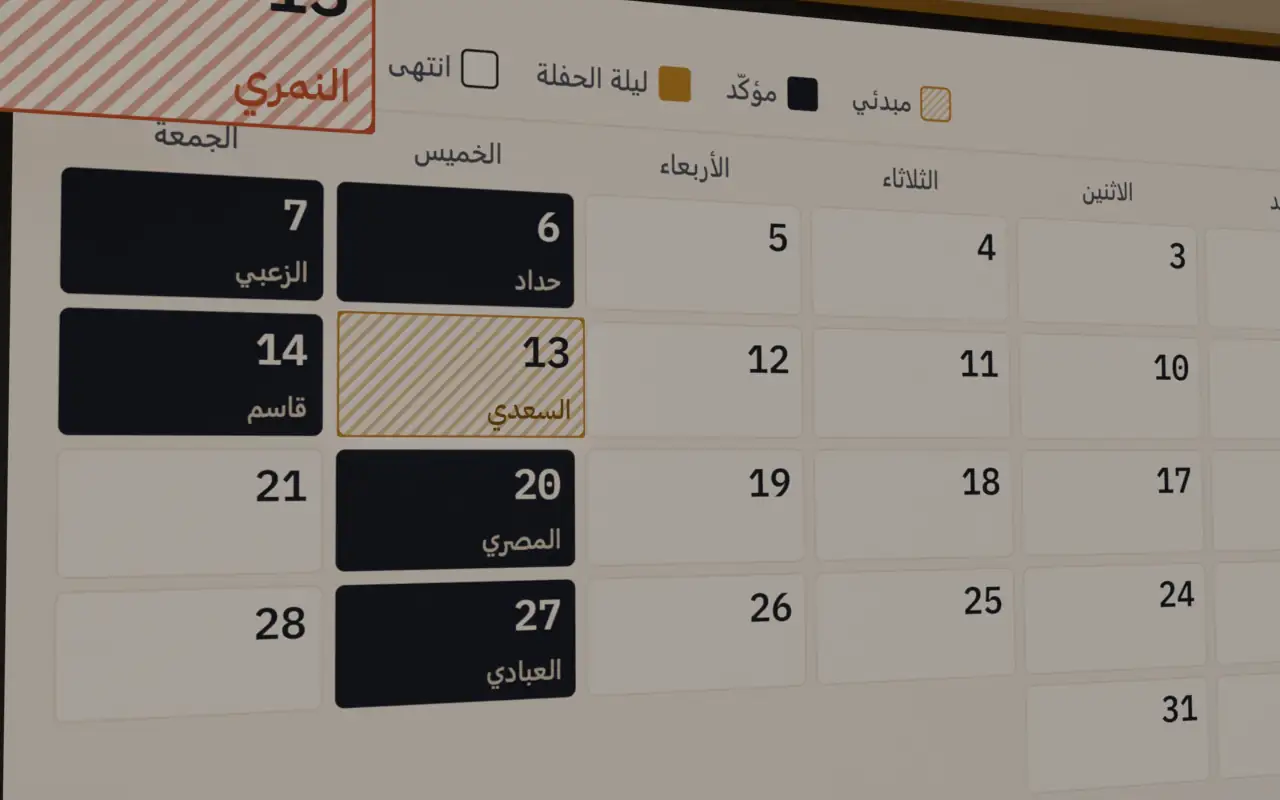 النمري
مبدئي
مؤكّد
ليلة الحفلة
انتهى
الاثنين
الثلاثاء
الأربعاء
الخميس
الجمعة
3
4
5
6
حداد
7
الزعبي
10
11
12
13
السعدي
14
قاسم
17
18
19
20
المصري
21
24
25
26
27
العبادي
28
31